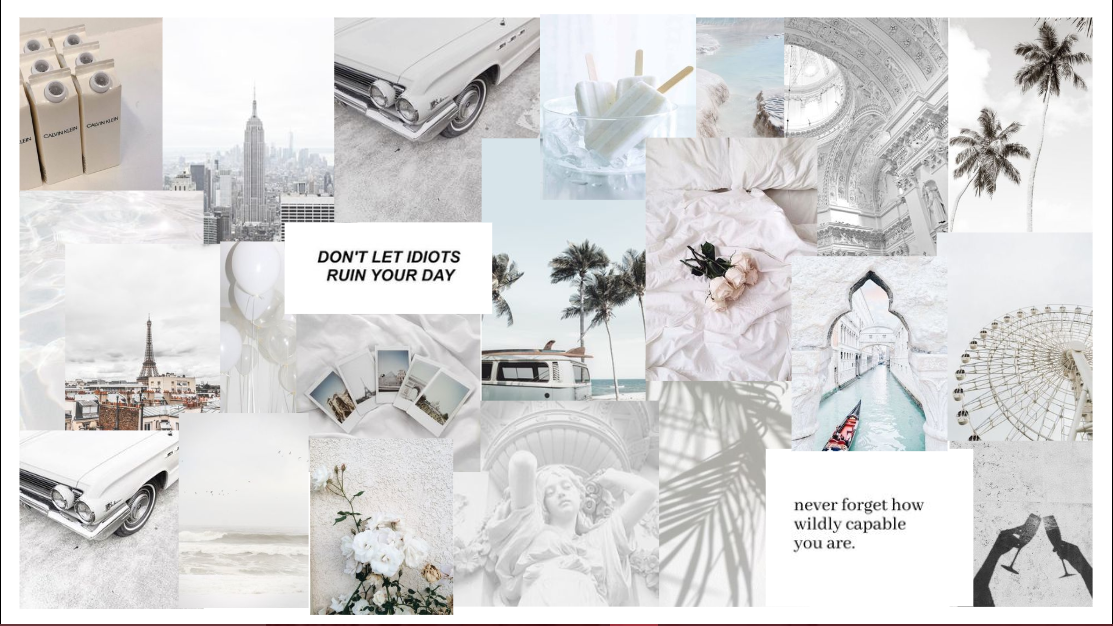 CALVIN KLEIN
CALVIN KLEIN
DON'T LET IDIOTS
RUIN YOUR DAY
never forget how
wildly capable
you are.